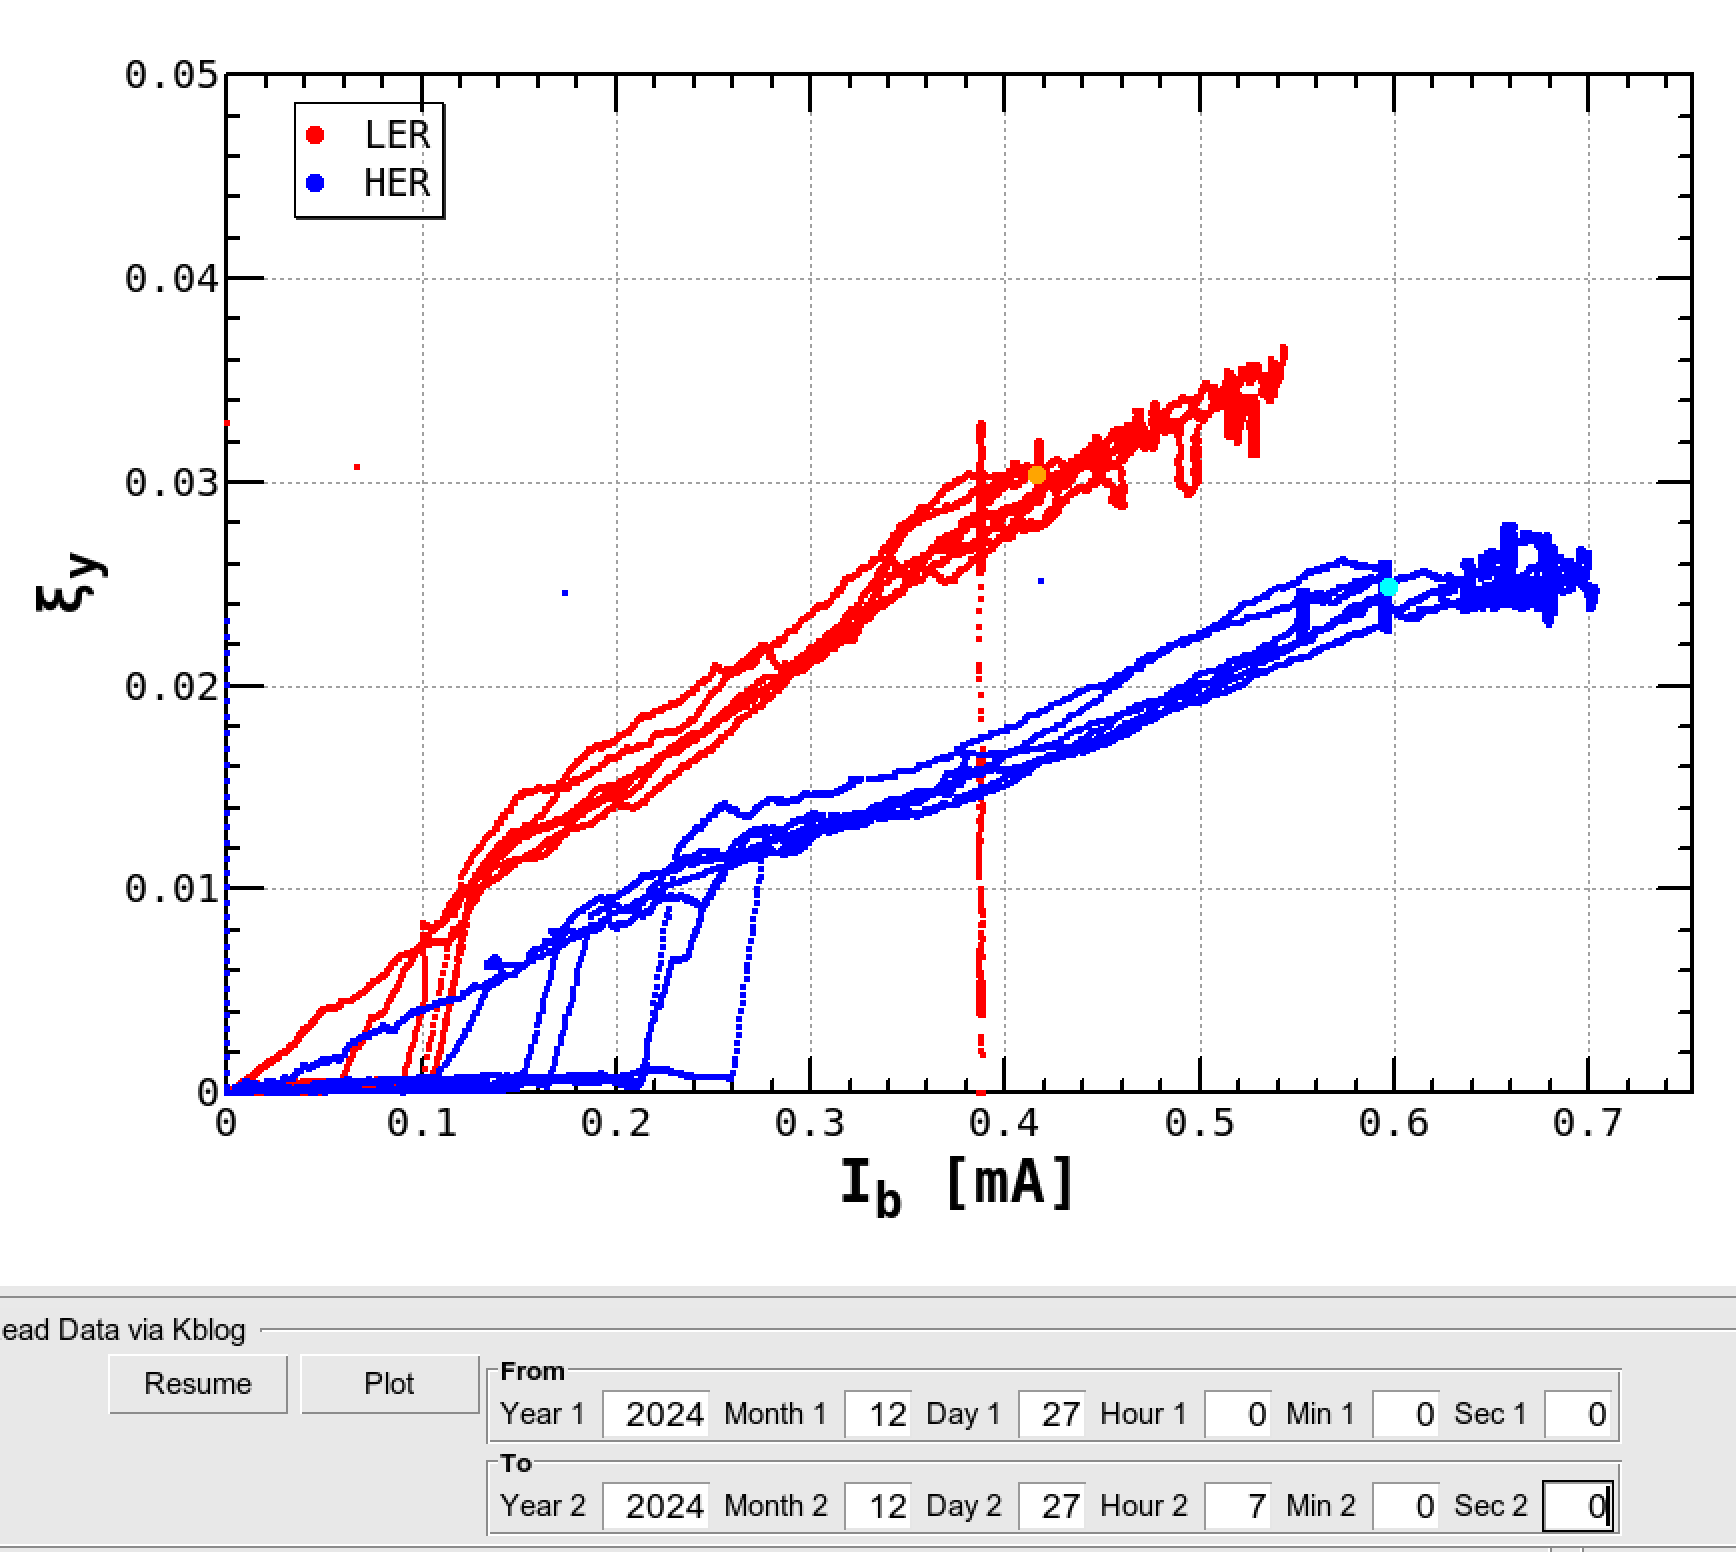 0.05
LER
HER
0.04
0.03
ξy
0.02
0.01
0
0 0.1 0.2 0.3 0.4 0.5 0.6 0.7
Ib [mA]
ead Data via Kblog
Resume Plot
From
Year 1 2024 Month 1 12 Day 1 27 Hour 1 0 Min 1 0 Sec 1 0
To
Year 2 2024 Month 2 12 Day 2 27 Hour 2 7 Min 2 0 Sec 2 0